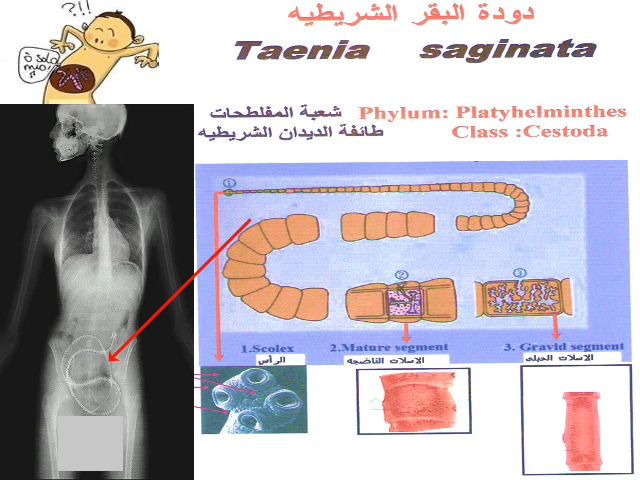 ?!!
دودة البقر الشريطيه
Taenia saginata
شعبة المفلطحات Phylum: Platyhelminthes
طائفة الديدان الشريطيه Class :Cestoda
1
2
3
1.Scolex 2.Mature segment 3. Gravid segment
الرأس الاسلات الناضجه الاسلات الحبلى